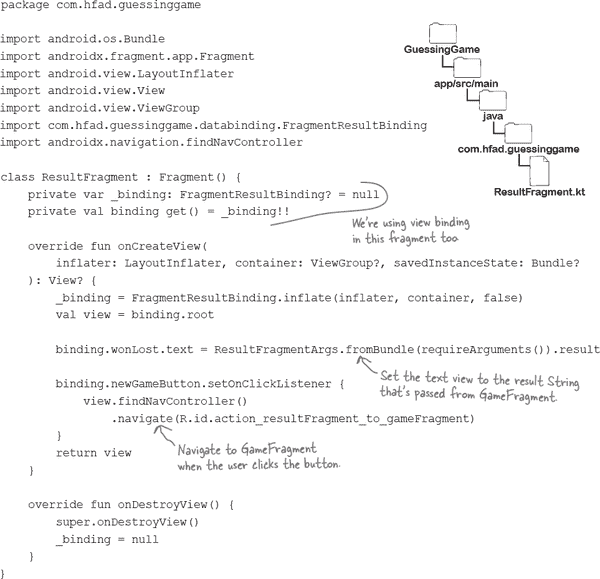 package com.hfad.guessinggame
import android.os.Bundle
import androidx.fragment.app.Fragment
import android.view.LayoutInflater
import android.view.View
import android.view.ViewGroup
import com.hfad.guessinggame.databinding.FragmentResultBinding
import androidx.navigation.findNavController
GuessingGame
app/src/main
java
com.hfad.guessinggame
ResultFragment.kt
class ResultFragment : Fragment() {
    private var _binding: FragmentResultBinding? = null
    private val binding get() = _binding!!
We're using view binding
in this fragment too.
    override fun onCreateView(
        inflater: LayoutInflater, container: ViewGroup?, savedInstanceState: Bundle?
    ): View? {
        _binding = FragmentResultBinding.inflate(inflater, container, false)
        val view = binding.root
        binding.wonLost.text = ResultFragmentArgs.fromBundle(requireArguments()).result
Set the text view to the result String
that's passed from GameFragment.
        binding.newGameButton.setOnClickListener {
            view.findNavController()
                .navigate(R.id.action_resultFragment_to_gameFragment)
        }
Navigate to GameFragment
when the user clicks the button.
        return view
    }
    override fun onDestroyView() {
        super.onDestroyView()
        _binding = null
    }
}